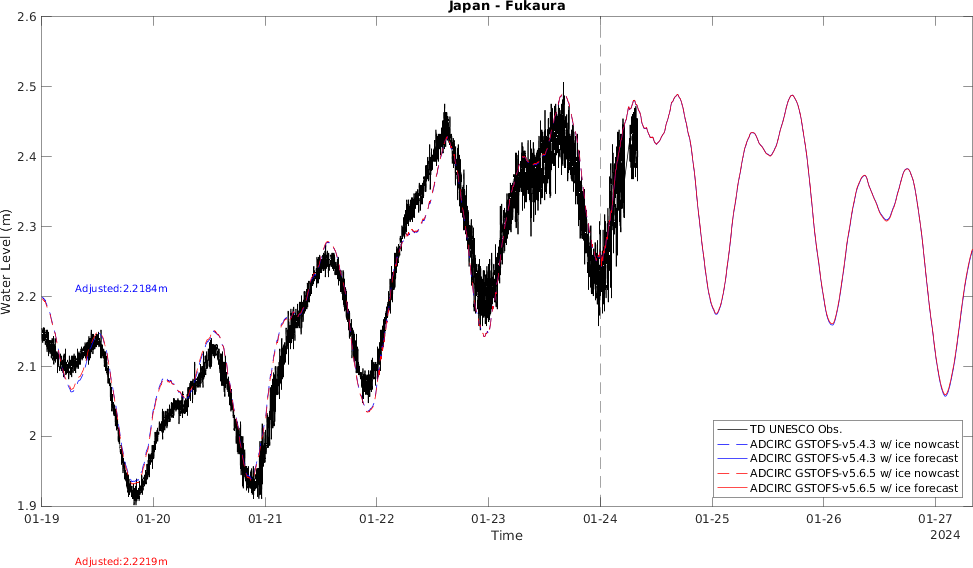 Japan - Fukaura
2.6
2.5
2.4
2.3
2.2
2.1
2
1.9
Water Level (m)
Adjusted:2.2184m
TD UNESCO Obs.
ADCIRC GSTOFS-v5.4.3 w/ ice nowcast
ADCIRC GSTOFS-v5.4.3 w/ ice forecast
ADCIRC GSTOFS-v5.6.5 w/ ice nowcast
ADCIRC GSTOFS-v5.6.5 w/ ice forecast
01-19 01-20 01-21 01-22 01-23 01-24 01-25 01-26 01-27
Time
2024
Adjusted:2.2219m